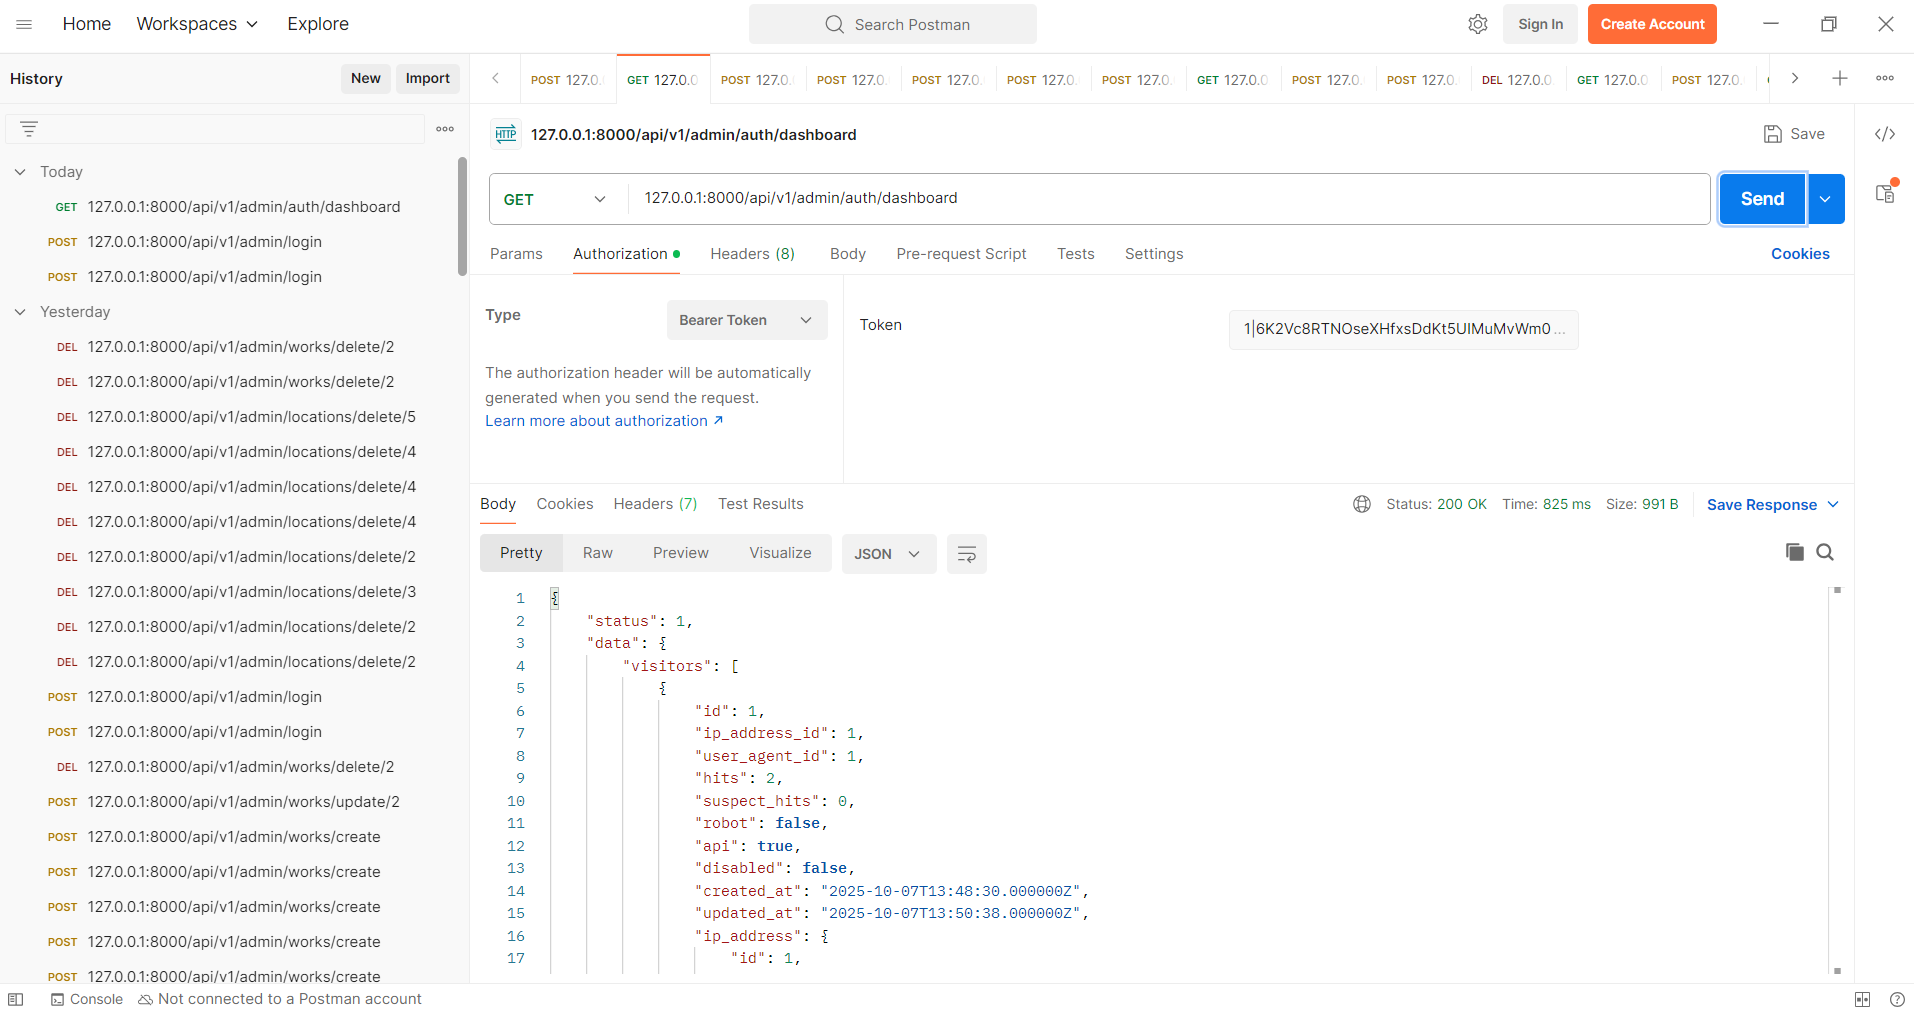 Home Workspaces Explore Search Postman Sign In Create Account
History New Import
POST 127.0. GET 127.0.0 POST 127.0. POST 127.0. POST 127.0. POST 127.0. POST 127.0. GET 127.0.0 POST 127.0. POST 127.0. DEL 127.0.0. GET 127.0.0 POST 127.0.
HTTP 127.0.0.1:8000/api/v1/admin/auth/dashboard Save
Today
GET 127.0.0.1:8000/api/v1/admin/auth/dashboard
POST 127.0.0.1:8000/api/v1/admin/login
POST 127.0.0.1:8000/api/v1/admin/login
Yesterday
DEL 127.0.0.1:8000/api/v1/admin/works/delete/2
DEL 127.0.0.1:8000/api/v1/admin/works/delete/2
DEL 127.0.0.1:8000/api/v1/admin/locations/delete/5
DEL 127.0.0.1:8000/api/v1/admin/locations/delete/4
DEL 127.0.0.1:8000/api/v1/admin/locations/delete/4
DEL 127.0.0.1:8000/api/v1/admin/locations/delete/4
DEL 127.0.0.1:8000/api/v1/admin/locations/delete/2
DEL 127.0.0.1:8000/api/v1/admin/locations/delete/3
DEL 127.0.0.1:8000/api/v1/admin/locations/delete/2
DEL 127.0.0.1:8000/api/v1/admin/locations/delete/2
POST 127.0.0.1:8000/api/v1/admin/login
POST 127.0.0.1:8000/api/v1/admin/login
DEL 127.0.0.1:8000/api/v1/admin/works/delete/2
POST 127.0.0.1:8000/api/v1/admin/works/update/2
POST 127.0.0.1:8000/api/v1/admin/works/create
POST 127.0.0.1:8000/api/v1/admin/works/create
POST 127.0.0.1:8000/api/v1/admin/works/create
POST 127.0.0.1:8000/api/v1/admin/works/create
POST 127.0.0.1:8000/api/v1/admin/works/create
GET 127.0.0.1:8000/api/v1/admin/auth/dashboard Send
Params Authorization Headers (8) Body Pre-request Script Tests Settings Cookies
Type Bearer Token
The authorization header will be automatically
generated when you send the request.
Learn more about authorization ↗
Token 1|6K2Vc8RTNOseXHfxsDdKt5UIMuMvWm0 ...
Body Cookies Headers (7) Test Results Status: 200 OK Time: 825 ms Size: 991 B Save Response
Pretty Raw Preview Visualize JSON
1 {
2 "status": 1,
3 "data": {
4 "visitors": [
5 {
6 "id": 1,
7 "ip_address_id": 1,
8 "user_agent_id": 1,
9 "hits": 2,
10 "suspect_hits": 0,
11 "robot": false,
12 "api": true,
13 "disabled": false,
14 "created_at": "2025-10-07T13:48:30.000000Z",
15 "updated_at": "2025-10-07T13:50:38.000000Z",
16 "ip_address": {
17 "id": 1,
Console Not connected to a Postman account